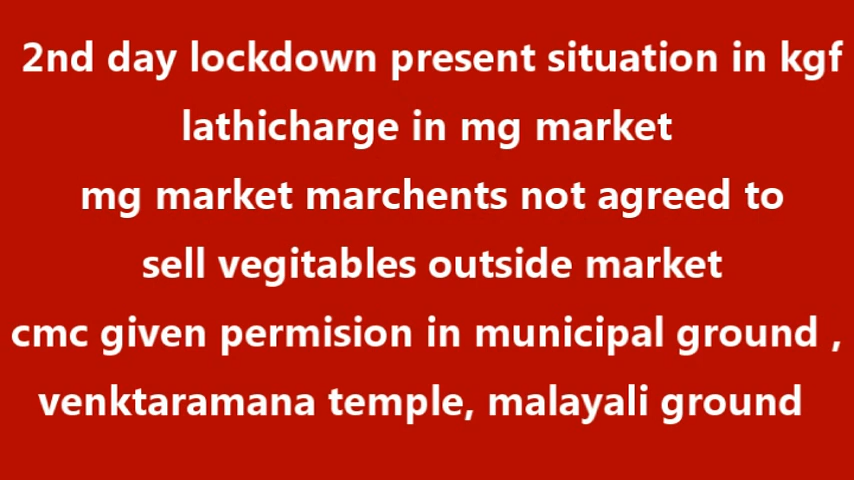 2nd day lockdown present situation in kgf
lathicharge in mg market
mg market marchents not agreed to
sell vegitables outside market
cmc given permision in municipal ground ,
venktaramana temple, malayali ground